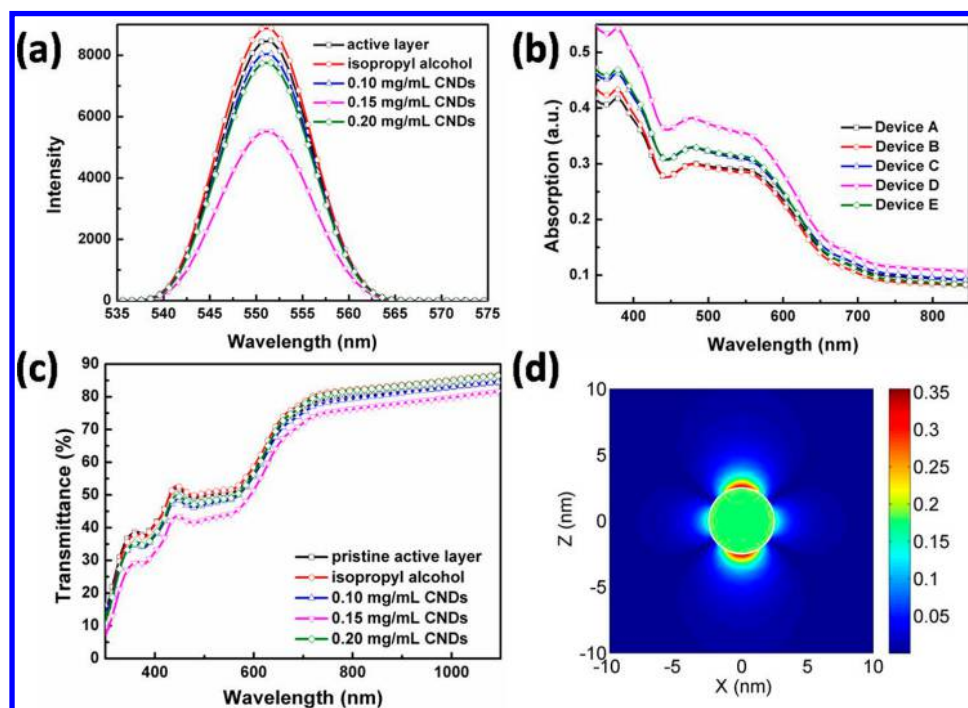 (a)
8000
6000
4000
2000
0
Intensity
active layer
isopropyl alcohol
0.10 mg/mL CNDs
0.15 mg/mL CNDs
0.20 mg/mL CNDs
535 540 545 550 555 560 565 570 575
Wavelength (nm)
(b)
0.5
0.4
0.3
0.2
0.1
Absorption (a.u.)
Device A
Device B
Device C
Device D
Device E
400 500 600 700 800
Wavelength (nm)
(c)
90
80
70
60
50
40
30
20
10
0
Transmittance (%)
pristine active layer
isopropyl alcohol
0.10 mg/mL CNDs
0.15 mg/mL CNDs
0.20 mg/mL CNDs
400 600 800 1000
Wavelength (nm)
(d)
10
5
0
-5
-10
Z (nm)
-10 -5 0 5 10
X (nm)
0.35
0.3
0.25
0.2
0.15
0.1
0.05